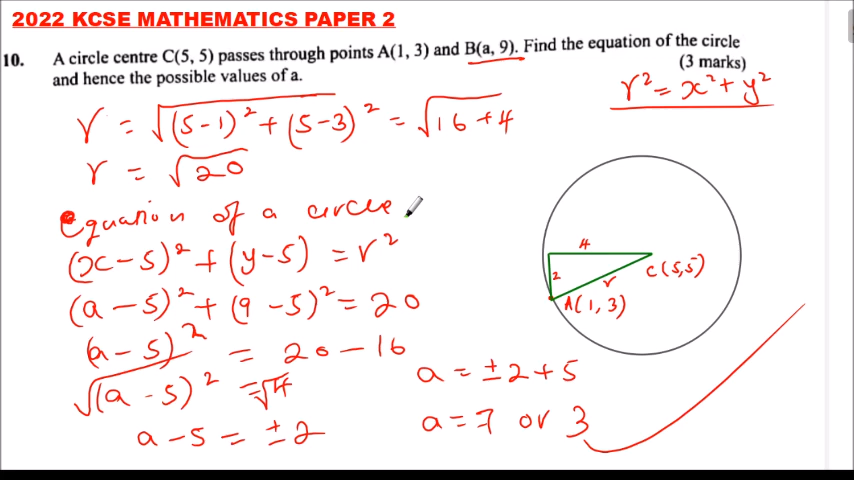 2022 KCSE MATHEMATICS PAPER 2
10. A circle centre C(5, 5) passes through points A(1, 3) and B(a, 9). Find the equation of the circle
and hence the possible values of a. (3 marks)
r² = x² + y²
r = √(5-1)² + (5-3)² = √16+4
r = √20
Equation of a circle
(x-5)² + (y-5) = r²
(a-5)² + (9-5)² = 20
(a-5)² = 20-16
√(a-5)² = √4
a-5 = ±2
a = ±2+5
a = 7 or 3
4
2
r
C(5,5)
A(1,3)